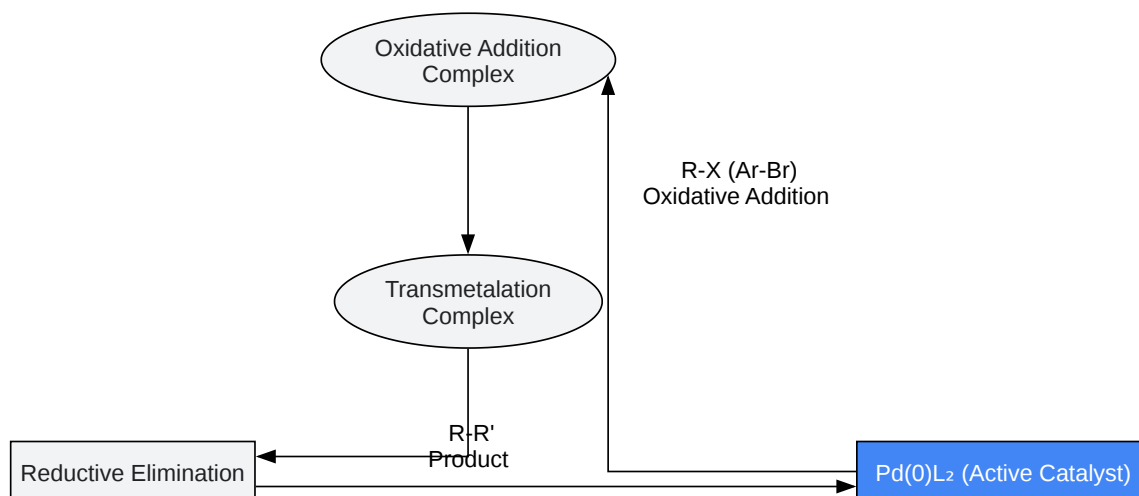 Oxidative Addition
Complex
R-X (Ar-Br)
Oxidative Addition
Transmetalation
Complex
R-R'
Product
Reductive Elimination
Pd(0)L₂ (Active Catalyst)